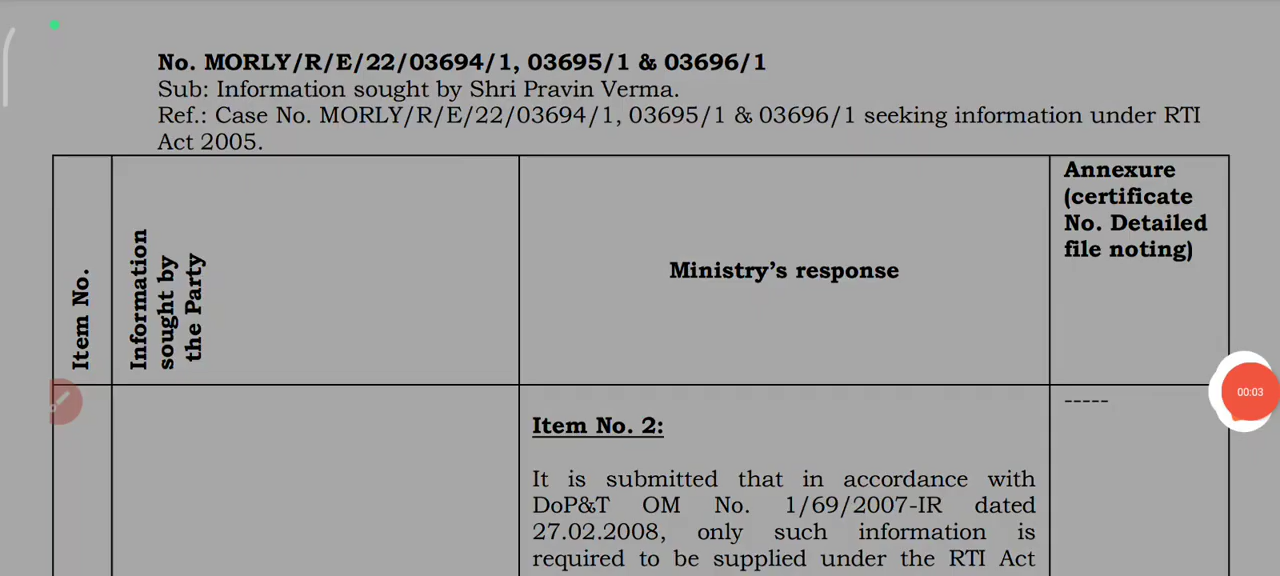 No. MORLY/R/E/22/03694/1, 03695/1 & 03696/1
Sub: Information sought by Shri Pravin Verma.
Ref.: Case No. MORLY/R/E/22/03694/1, 03695/1 & 03696/1 seeking information under RTI
Act 2005.
Item No.
Information
sought by
the Party
Ministry's response
Annexure
(certificate
No. Detailed
file noting)
-----
Item No. 2:
It is submitted that in accordance with
DoP&T OM No. 1/69/2007-IR dated
27.02.2008, only such information is
required to be supplied under the RTI Act
00:03